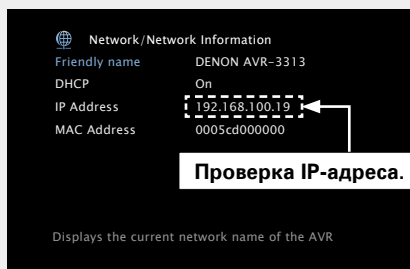 Network/Network Information
Friendly name DENON AVR-3313
DHCP On
IP Address 192.168.100.19
MAC Address 0005cd000000
Проверка IP-адреса.
Displays the current network name of the AVR